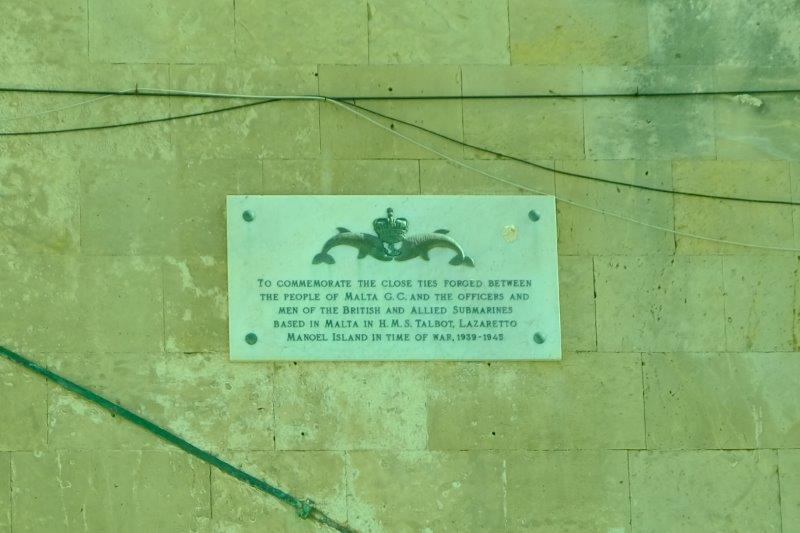 To commemorate the close ties forged between
the people of Malta G.C. and the officers and
men of the British and Allied Submarines
based in Malta in H.M.S. Talbot, Lazaretto
Manoel Island in time of war, 1939-1945